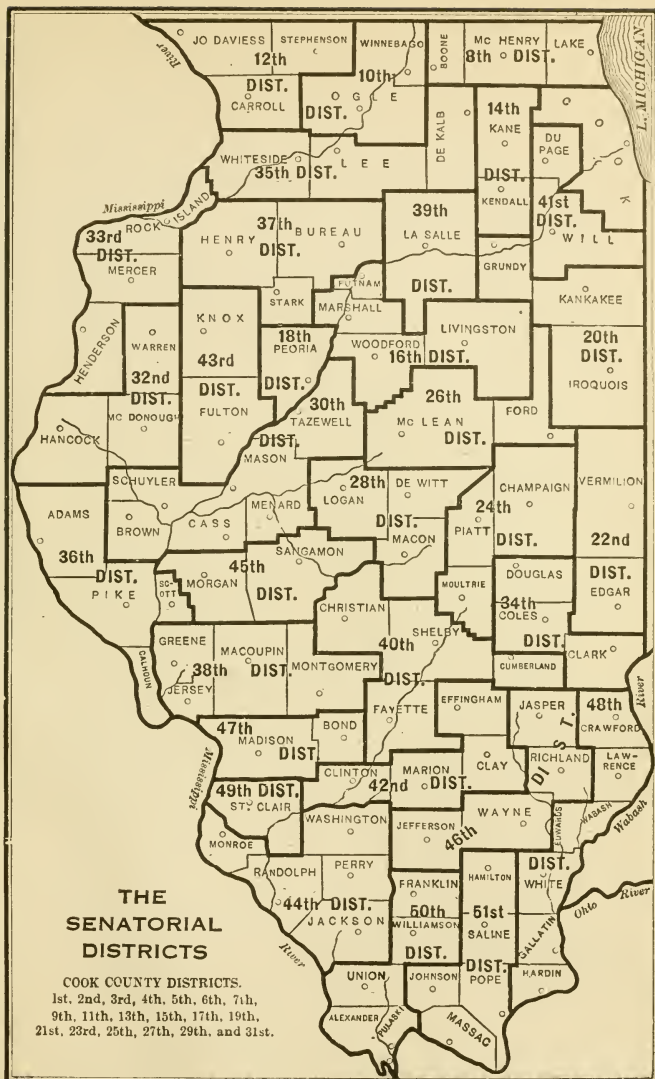 JO DAVIESS
STEPHENSON
WINNEBAGO
BOONE
Mc HENRY
LAKE
L. MICHIGAN
River
12th
DIST.
10th
DIST.
8th DIST.
CARROLL
OGLE
DE KALB
14th
KANE
DIST.
KENDALL
DU
PAGE
K
WHITESIDE
35th DIST.
LEE
41st
DIST.
WILL
Mississippi
ROCK ISLAND
33rd
DIST.
MERCER
HENRY
37th
DIST.
BUREAU
39th
LA SALLE
DIST.
GRUNDY
PUTNAM
STARK
MARSHALL
KANKAKEE
HENDERSON
WARREN
32nd
DIST.
MC DONOUGH
KNOX
43rd
DIST.
FULTON
18th
PEORIA
DIST.
WOODFORD
16th DIST.
LIVINGSTON
20th
DIST.
IROQUOIS
30th
TAZEWELL
DIST.
MASON
26th
Mc LEAN DIST.
FORD
HANCOCK
SCHUYLER
ADAMS
BROWN
CASS
MENARD
28th
LOGAN
DE WITT
DIST.
MACON
24th
PIATT
DIST.
CHAMPAIGN
VERMILION
22nd
DIST.
EDGAR
36th
DIST.
PIKE
SC-
OTT
MORGAN
45th
DIST.
SANGAMON
MOULTRIE
DOUGLAS
34th
COLES
DIST.
CHRISTIAN
SHELBY
40th
DIST.
CUMBERLAND
CLARK
CALHOUN
GREENE
38th
JERSEY
MACOUPIN
DIST.
MONTGOMERY
FAYETTE
EFFINGHAM
JASPER
48th
CRAWFORD
River
47th
MADISON
DIST.
BOND
CLAY
RICHLAND
DIST.
LAW-
RENCE
Mississippi
49th DIST.
ST. CLAIR
CLINTON
42nd
MARION
DIST.
WAYNE
EDWARDS
WABASH
Wabash
MONROE
WASHINGTON
JEFFERSON
46th
RANDOLPH
PERRY
44th DIST.
JACKSON
River
FRANKLIN
50th
WILLIAMSON
DIST.
HAMILTON
51st
SALINE
DIST.
POPE
DIST.
WHITE
GALLATIN
HARDIN
Ohio River
UNION
JOHNSON
ALEXANDER
PULASKI
MASSAC
THE
SENATORIAL
DISTRICTS
COOK COUNTY DISTRICTS.
1st, 2nd, 3rd, 4th, 5th, 6th, 7th,
9th, 11th, 13th, 15th, 17th, 19th,
21st, 23rd, 25th, 27th, 29th, and 31st.